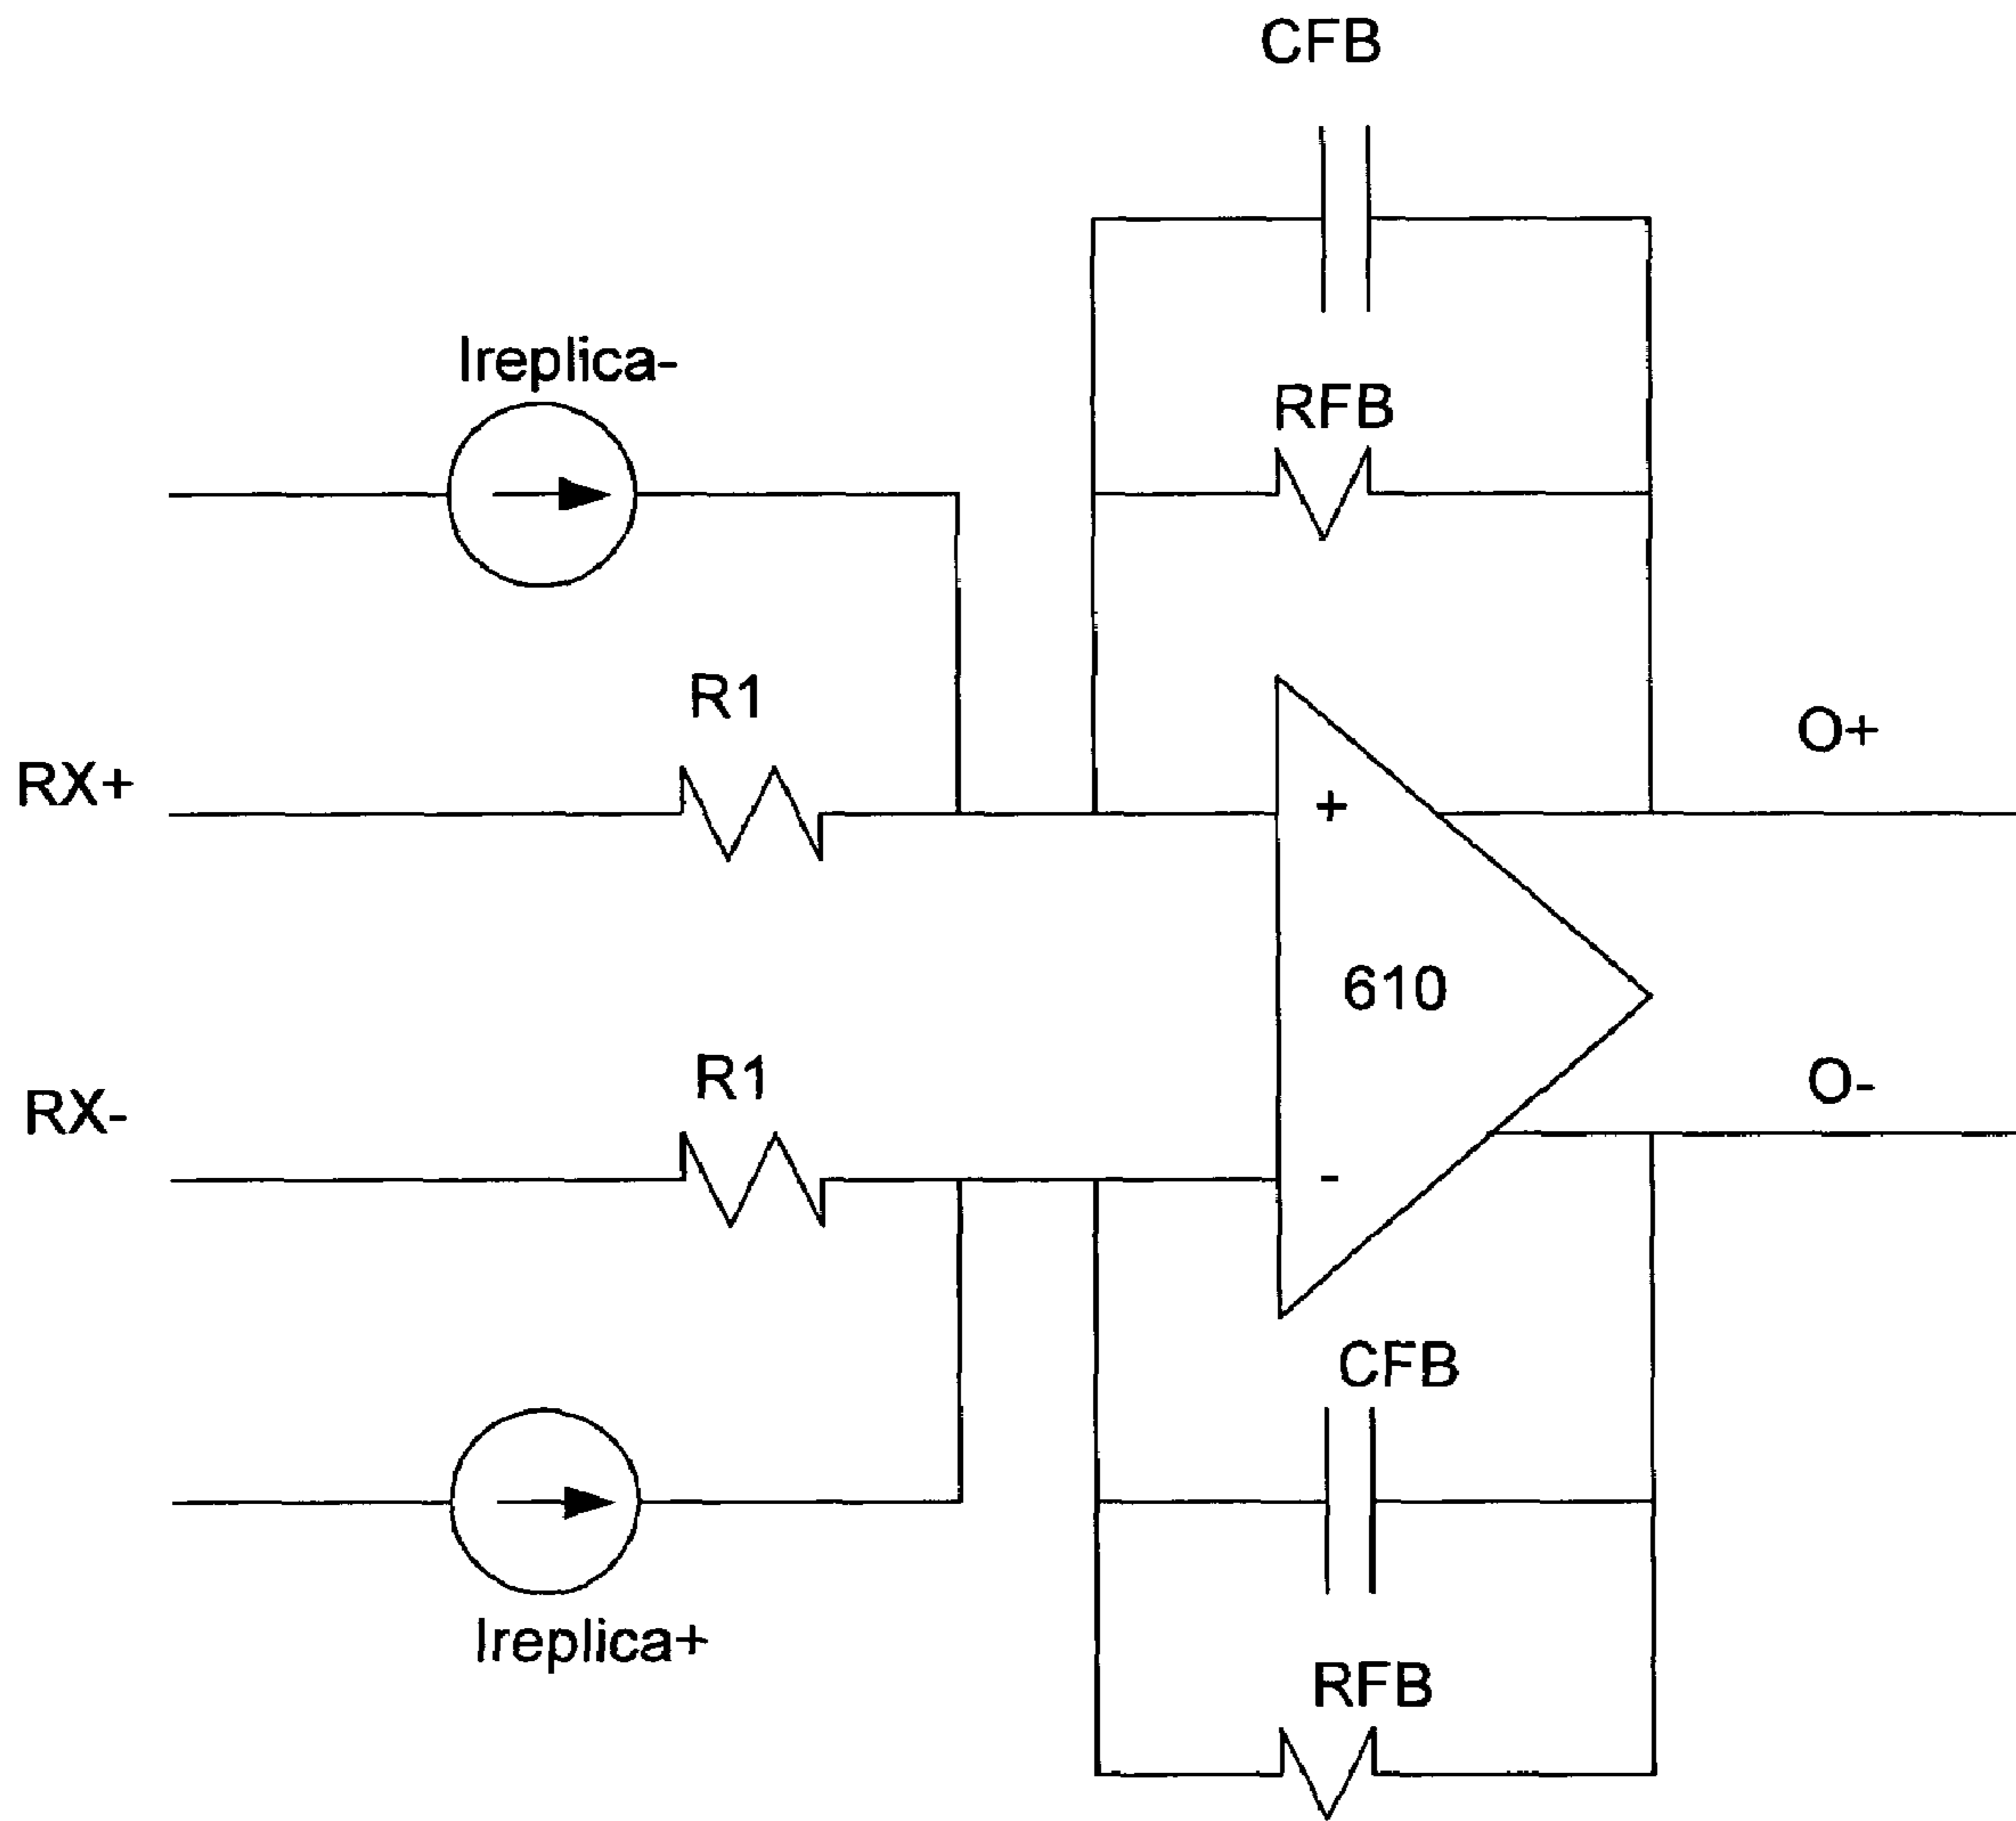 CFB
Ireplica-
RFB
R1
O+
RX+
+
610
R1
O-
RX-
-
CFB
Ireplica+
RFB